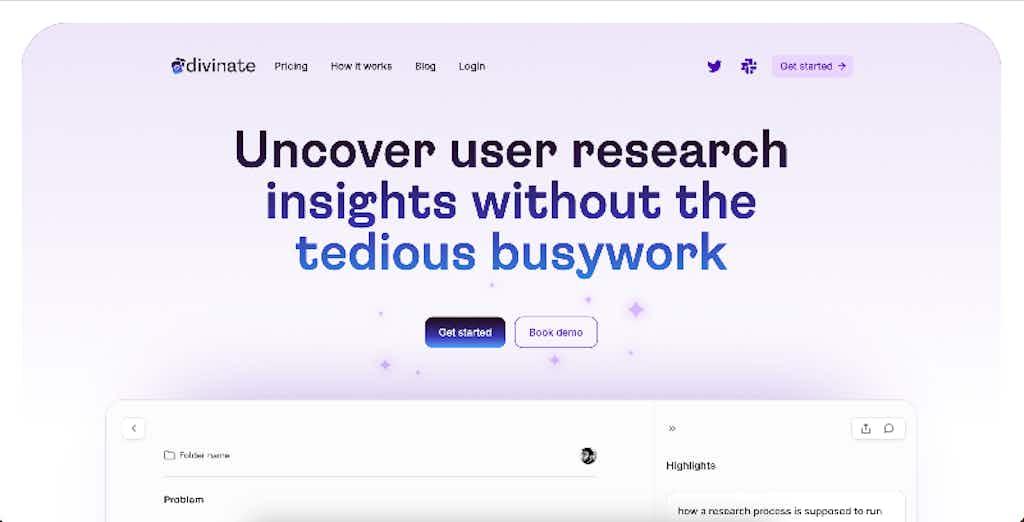 divinate
Pricing
How it works
Blog
Login
Get started →
Uncover user research
insights without the
tedious busywork
Get started
Book demo
Folder name
Problem
Highlights
how a research process is supposed to run